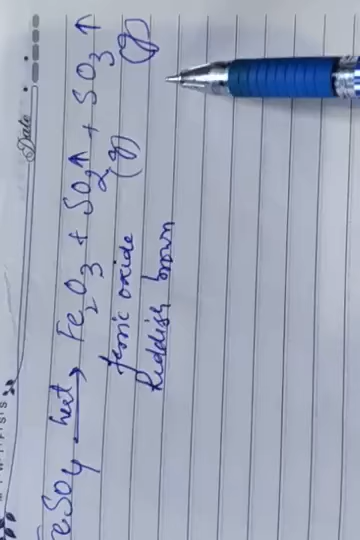 Date
FeSO4 heat → Fe2O3 + SO2↑ + SO3↑
(g) (g)
ferric oxide
Reddish brown